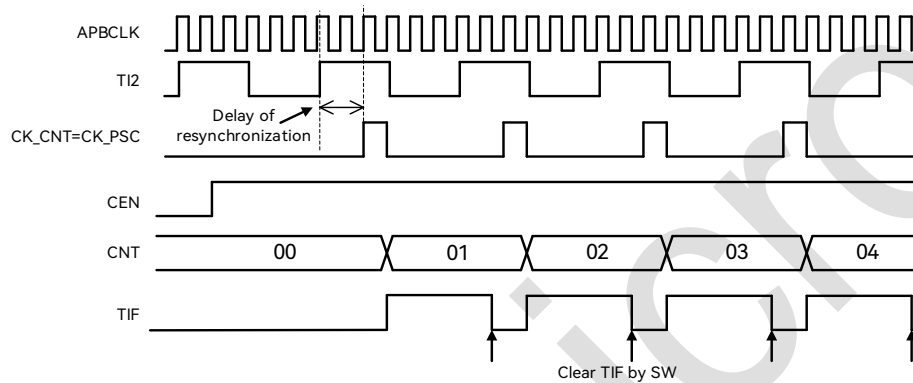 APBCLK
TI2
Delay of
resynchronization
CK_CNT=CK_PSC
CEN
CNT
00 01 02 03 04
TIF
Clear TIF by SW
icro